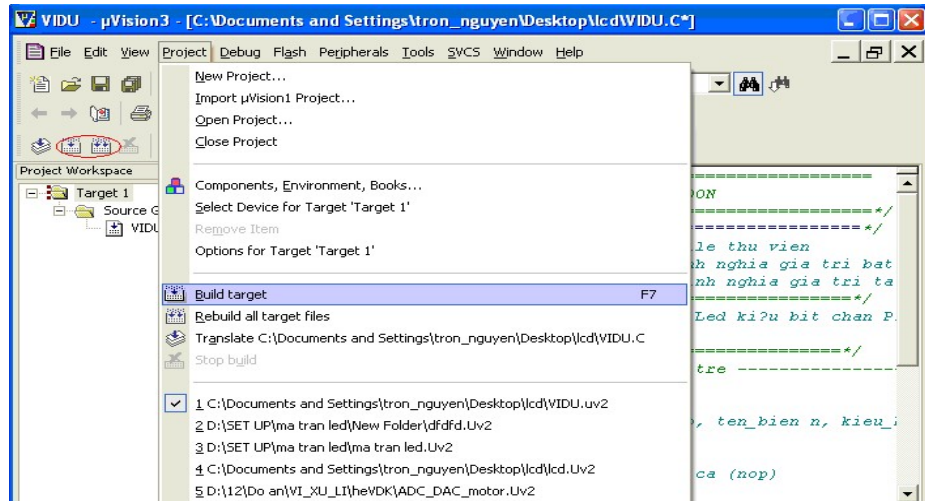 VIDU - µVision3 - [C:\Documents and Settings\tron_nguyen\Desktop\lcd\VIDU.C*]
File Edit View Project Debug Flash Peripherals Tools SVCS Window Help
New Project...
Import µVision1 Project...
Open Project...
Close Project
Components, Environment, Books...
Select Device for Target 'Target 1'
Remove Item
Options for Target 'Target 1'
Build target F7
Rebuild all target files
Translate C:\Documents and Settings\tron_nguyen\Desktop\lcd\VIDU.C
Stop build
1 C:\Documents and Settings\tron_nguyen\Desktop\lcd\VIDU.uv2
2 D:\SET UP\ma tran led\New Folder\dfdfd.Uv2
3 D:\SET UP\ma tran led\ma tran led.Uv2
4 C:\Documents and Settings\tron_nguyen\Desktop\lcd\lcd.Uv2
5 D:\12\Do an\VI_XU_LI\heVDK\ADC_DAC_motor.Uv2
Project Workspace
Target 1
Source G
VIDU
====================
ON
====================*/
==================*/
le thu vien
h nghia gia tri bat
nh nghia gia tri ta
=================*/
Led ki?u bit chan P
================*/
tre -----------------
, ten_bien n,
ca (nop)